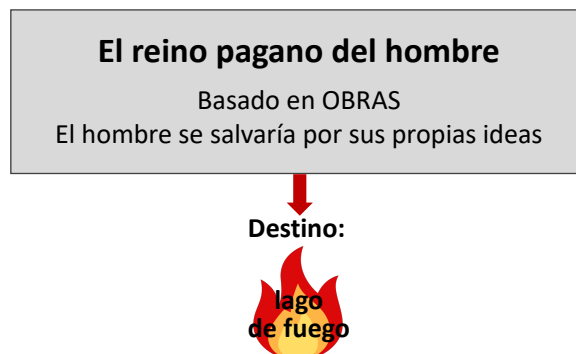 El reino pagano del hombre
Basado en OBRAS
El hombre se salvaría por sus propias ideas
Destino:
lago
de fuego